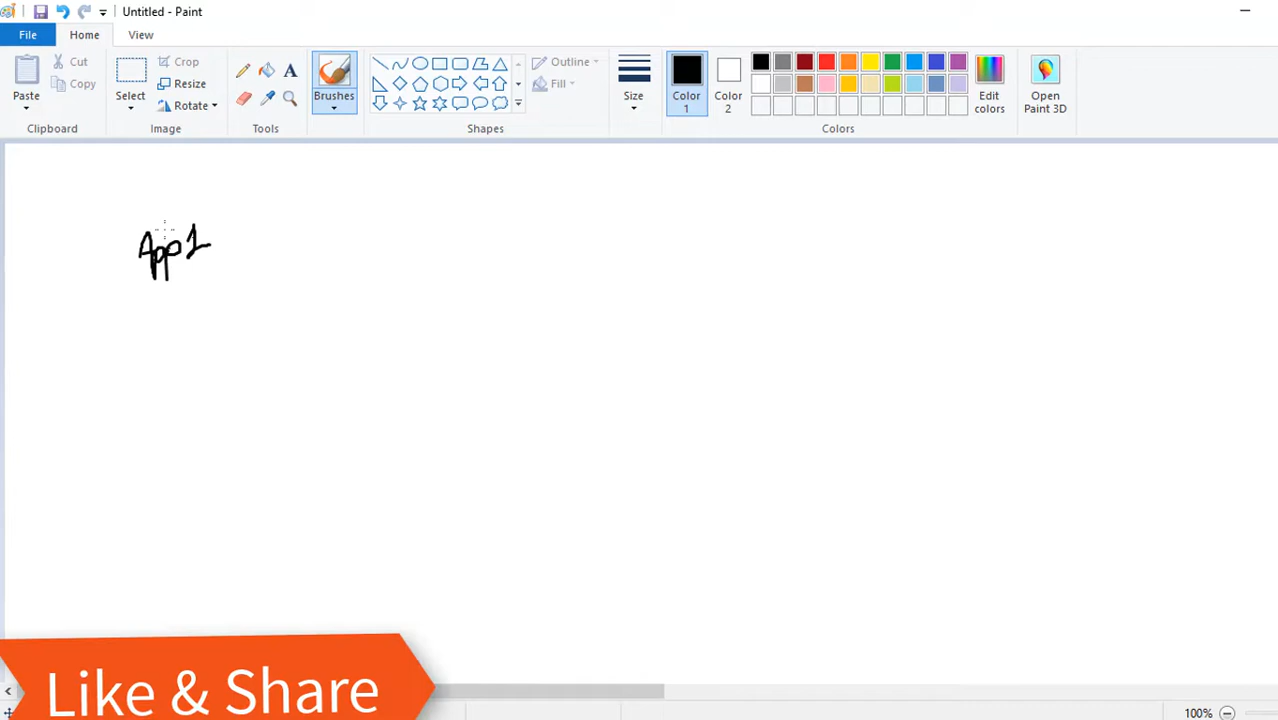 Untitled - Paint
File
Home
View
Paste
Cut
Copy
Clipboard
Select
Crop
Resize
Rotate
Image
A
Tools
Brushes
Shapes
Outline
Fill
Size
Color 1
Color 2
Colors
Edit colors
Open Paint 3D
App1
Like & Share
100%